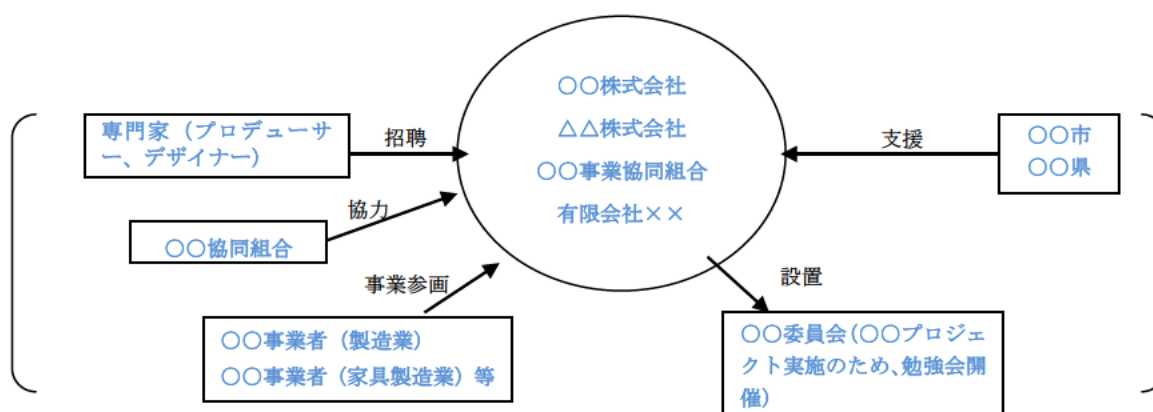 〇〇株式会社
△△株式会社
〇〇事業協同組合
有限会社××
専門家(プロデューサ
ー、デザイナー)
招聘
支援
〇〇市
〇〇県
協力
〇〇協同組合
事業参画
設置
〇〇事業者(製造業)
〇〇事業者(家具製造業)等
〇〇委員会(〇〇プロジェ
クト実施のため、勉強会開
催)